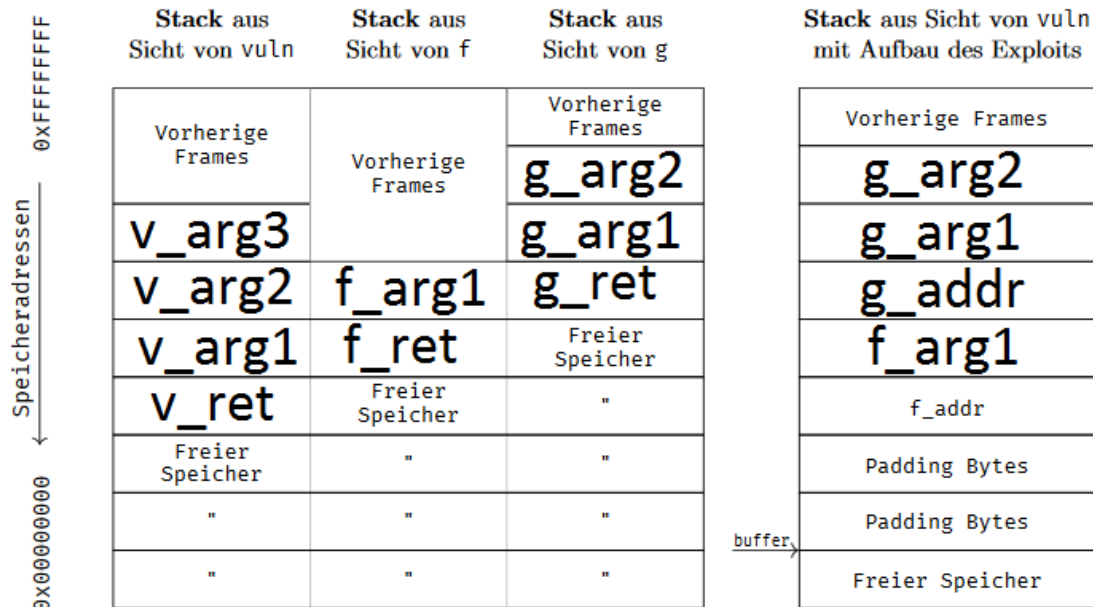 Stack aus
Sicht von vuln
Stack aus
Sicht von f
Stack aus
Sicht von g
Stack aus Sicht von vuln
mit Aufbau des Exploits
0xFFFFFFFF
Speicheradressen
0x00000000
Vorherige
Frames
Vorherige
Frames
Vorherige
Frames
Vorherige Frames
g_arg2
g_arg2
v_arg3
g_arg1
g_arg1
v_arg2
f_arg1
g_ret
g_addr
v_arg1
f_ret
Freier
Speicher
f_arg1
v_ret
Freier
Speicher
"
f_addr
Freier
Speicher
"
"
Padding Bytes
"
"
"
Padding Bytes
buffer
"
"
"
Freier Speicher